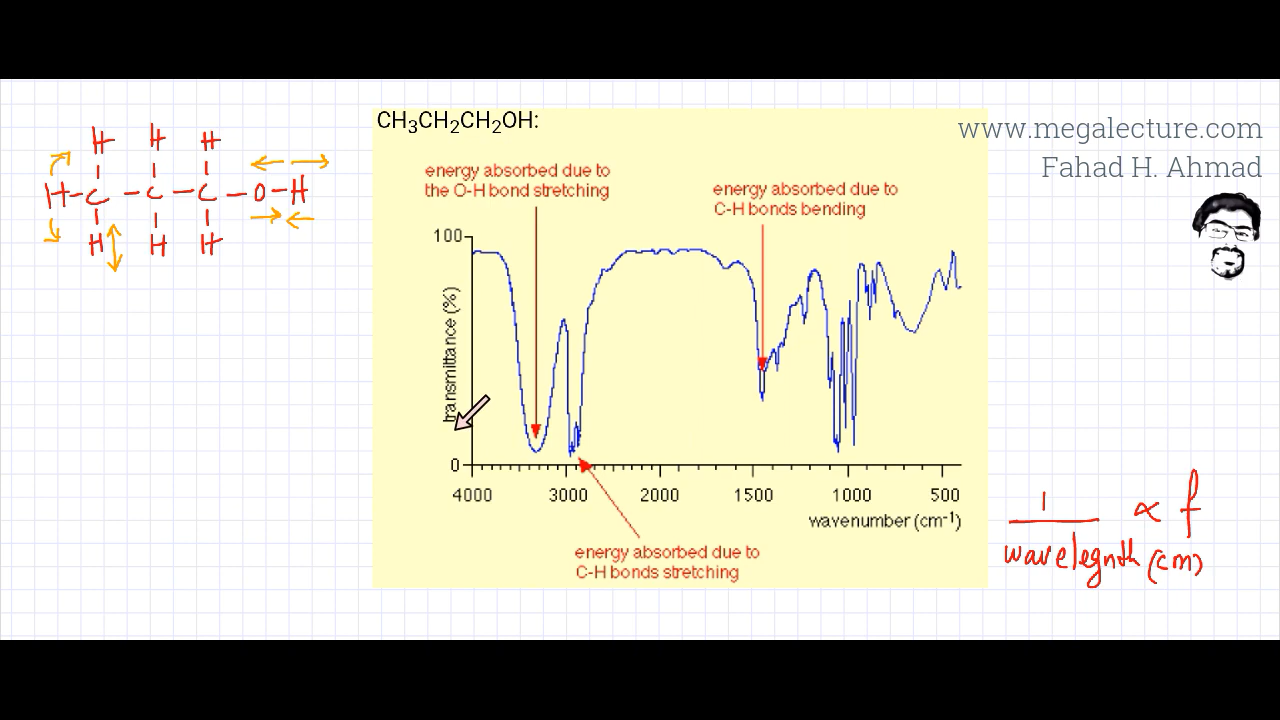 CH₃CH₂CH₂OH:
www.megalecture.com
Fahad H. Ahmad
H H H
H - C - C - C - O - H
H H H
energy absorbed due to
the O-H bond stretching
energy absorbed due to
C-H bonds bending
100
transmittance (%)
0
4000 3000 2000 1500 1000 500
wavenumber (cm⁻¹)
energy absorbed due to
C-H bonds stretching
1 ∝ f
wavelegnth (cm)